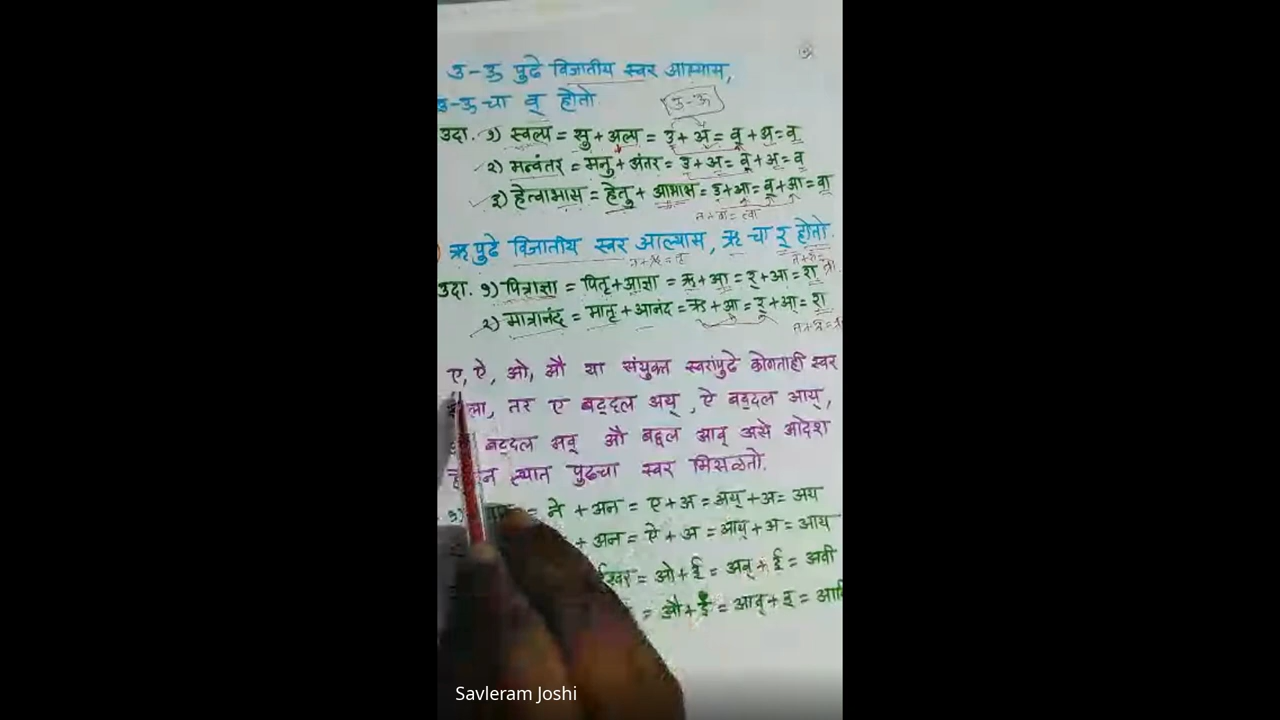 उ-ऊ पुढे विजातीय स्वर आल्यास,
उ-ऊ चा व् होतो.
उ-ऊ
उदा. १) स्वल्प = सु + अल्प = उ + अ = व् + अ = व
२) मन्वंतर = मनु + अंतर = उ + अ = व् + अ = व
३) हेत्वाभास = हेतु + आभास = उ + आ = व् + आ = वा
ऋ पुढे विजातीय स्वर आल्यास, ऋ चा र् होतो.
उदा. १) पित्राज्ञा = पितृ + आज्ञा = ऋ + आ = र् + आ = रा
२) मात्रानंद = मातृ + आनंद = ऋ + आ = र् + आ = रा
ए, ऐ, ओ, औ या संयुक्त स्वरांपुढे कोणताही स्वर
तर ए बद्दल अय्, ऐ बद्दल आय्,
बद्दल अव् औ बद्दल आव् असे आदेश
त्यात पुढचा स्वर मिसळतो.
१) = ने + अन = ए + अ = अय् + अ = अय
+ अन = ऐ + अ = आय् + अ = आय
= ओ + ई = अव् + ई = अवी
= औ + इ = आव् + इ =
Savleram Joshi